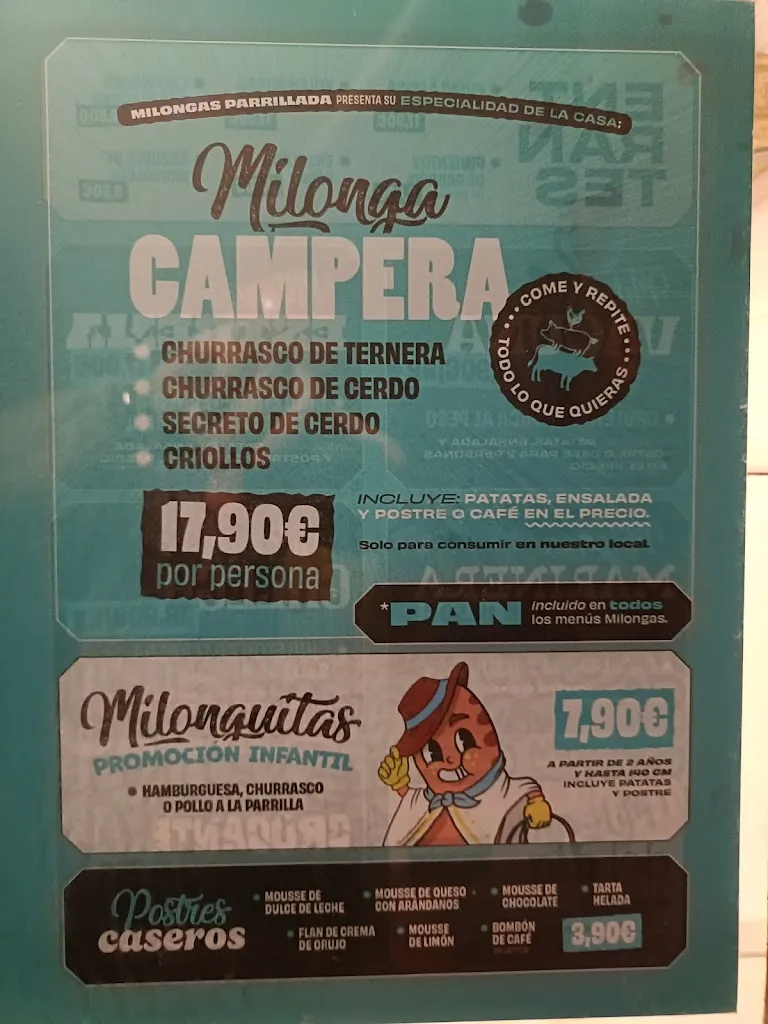 MILONGAS PARRILLADA PRESENTA SU ESPECIALIDAD DE LA CASA:
Milonga
CAMPERA
COME Y REPITE
TODO LO QUE QUIERAS
CHURRASCO DE TERNERA
CHURRASCO DE CERDO
SECRETO DE CERDO
CRIOLLOS
17,90€
por persona
INCLUYE: PATATAS, ENSALADA
Y POSTRE O CAFÉ EN EL PRECIO.
Solo para consumir en nuestro local.
*PAN incluido en todos
los menús Milongas.
Milonguitas
PROMOCIÓN INFANTIL
HAMBURGUESA, CHURRASCO
O POLLO A LA PARRILLA
7,90€
A PARTIR DE 2 AÑOS
Y HASTA 140 CM
INCLUYE PATATAS
Y POSTRE
Postres
caseros
MOUSSE DE
DULCE DE LECHE
MOUSSE DE QUESO
CON ARÁNDANOS
MOUSSE DE
CHOCOLATE
TARTA
HELADA
FLAN DE CREMA
DE ORUJO
MOUSSE
DE LIMÓN
BOMBÓN
DE CAFÉ
3,90€